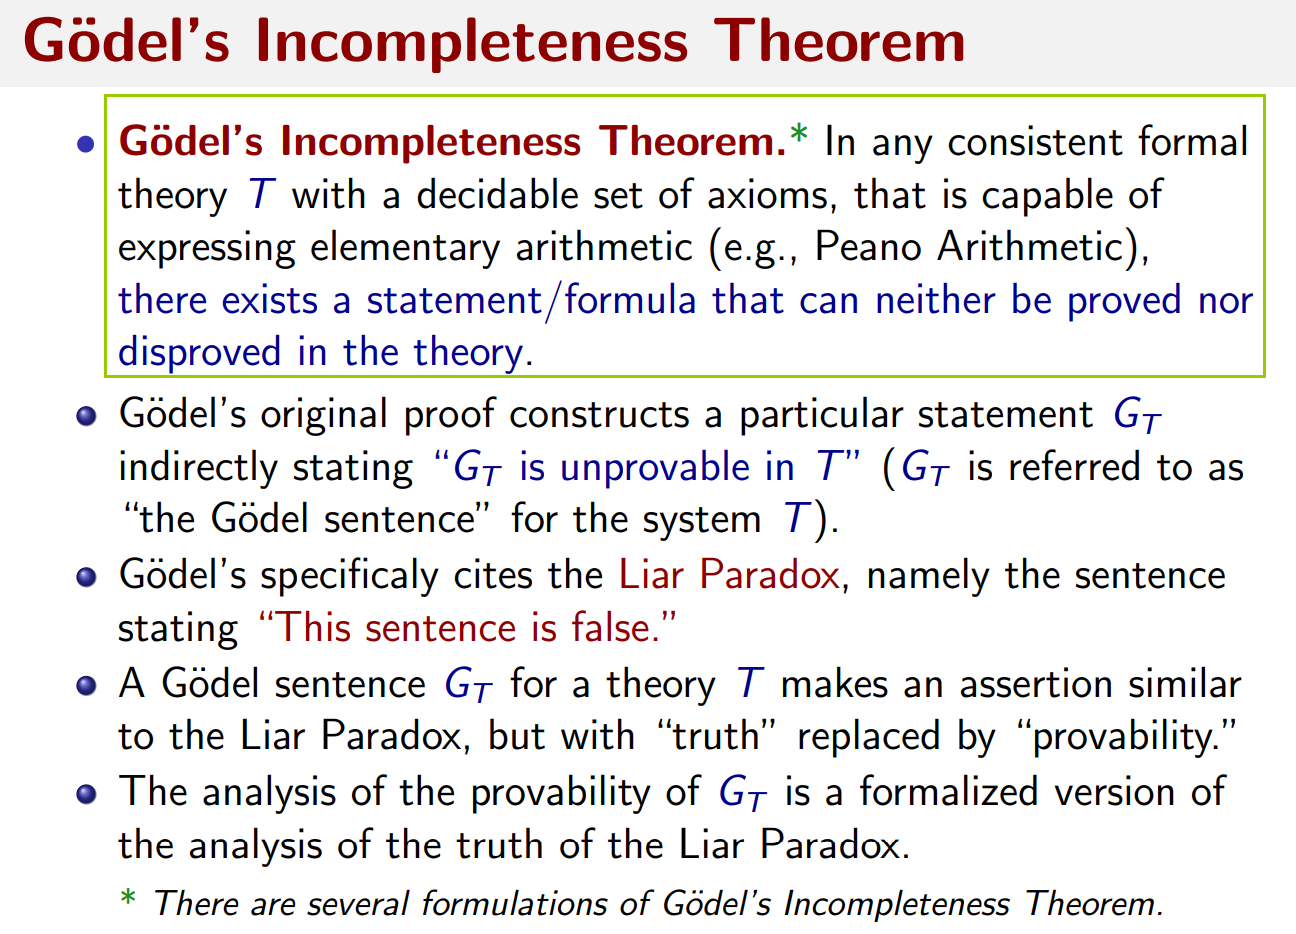 Gödel's Incompleteness Theorem
• Gödel's Incompleteness Theorem.* In any consistent formal
theory T with a decidable set of axioms, that is capable of
expressing elementary arithmetic (e.g., Peano Arithmetic),
there exists a statement/formula that can neither be proved nor
disproved in the theory.
• Gödel's original proof constructs a particular statement G_T
indirectly stating “G_T is unprovable in T” (G_T is referred to as
“the Gödel sentence” for the system T).
• Gödel's specificaly cites the Liar Paradox, namely the sentence
stating “This sentence is false.”
• A Gödel sentence G_T for a theory T makes an assertion similar
to the Liar Paradox, but with “truth” replaced by “provability.”
• The analysis of the provability of G_T is a formalized version of
the analysis of the truth of the Liar Paradox.
* There are several formulations of Gödel's Incompleteness Theorem.